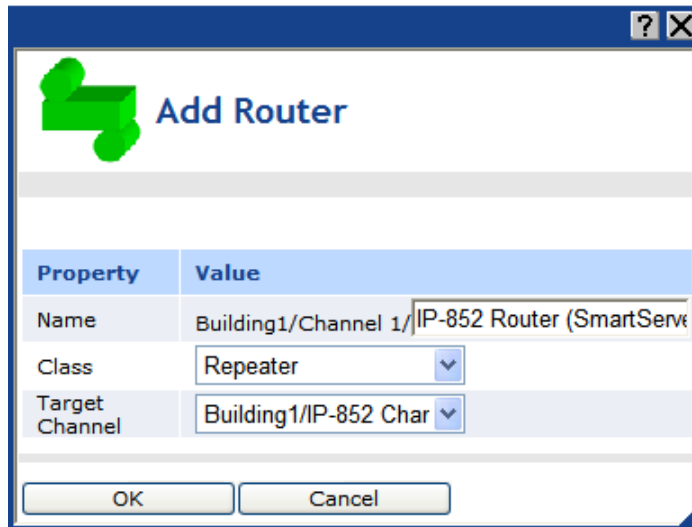 ?
Add Router
Property Value
Name Building1/Channel 1/ IP-852 Router (SmartServe
Class Repeater
Target Channel Building1/IP-852 Char
OK Cancel